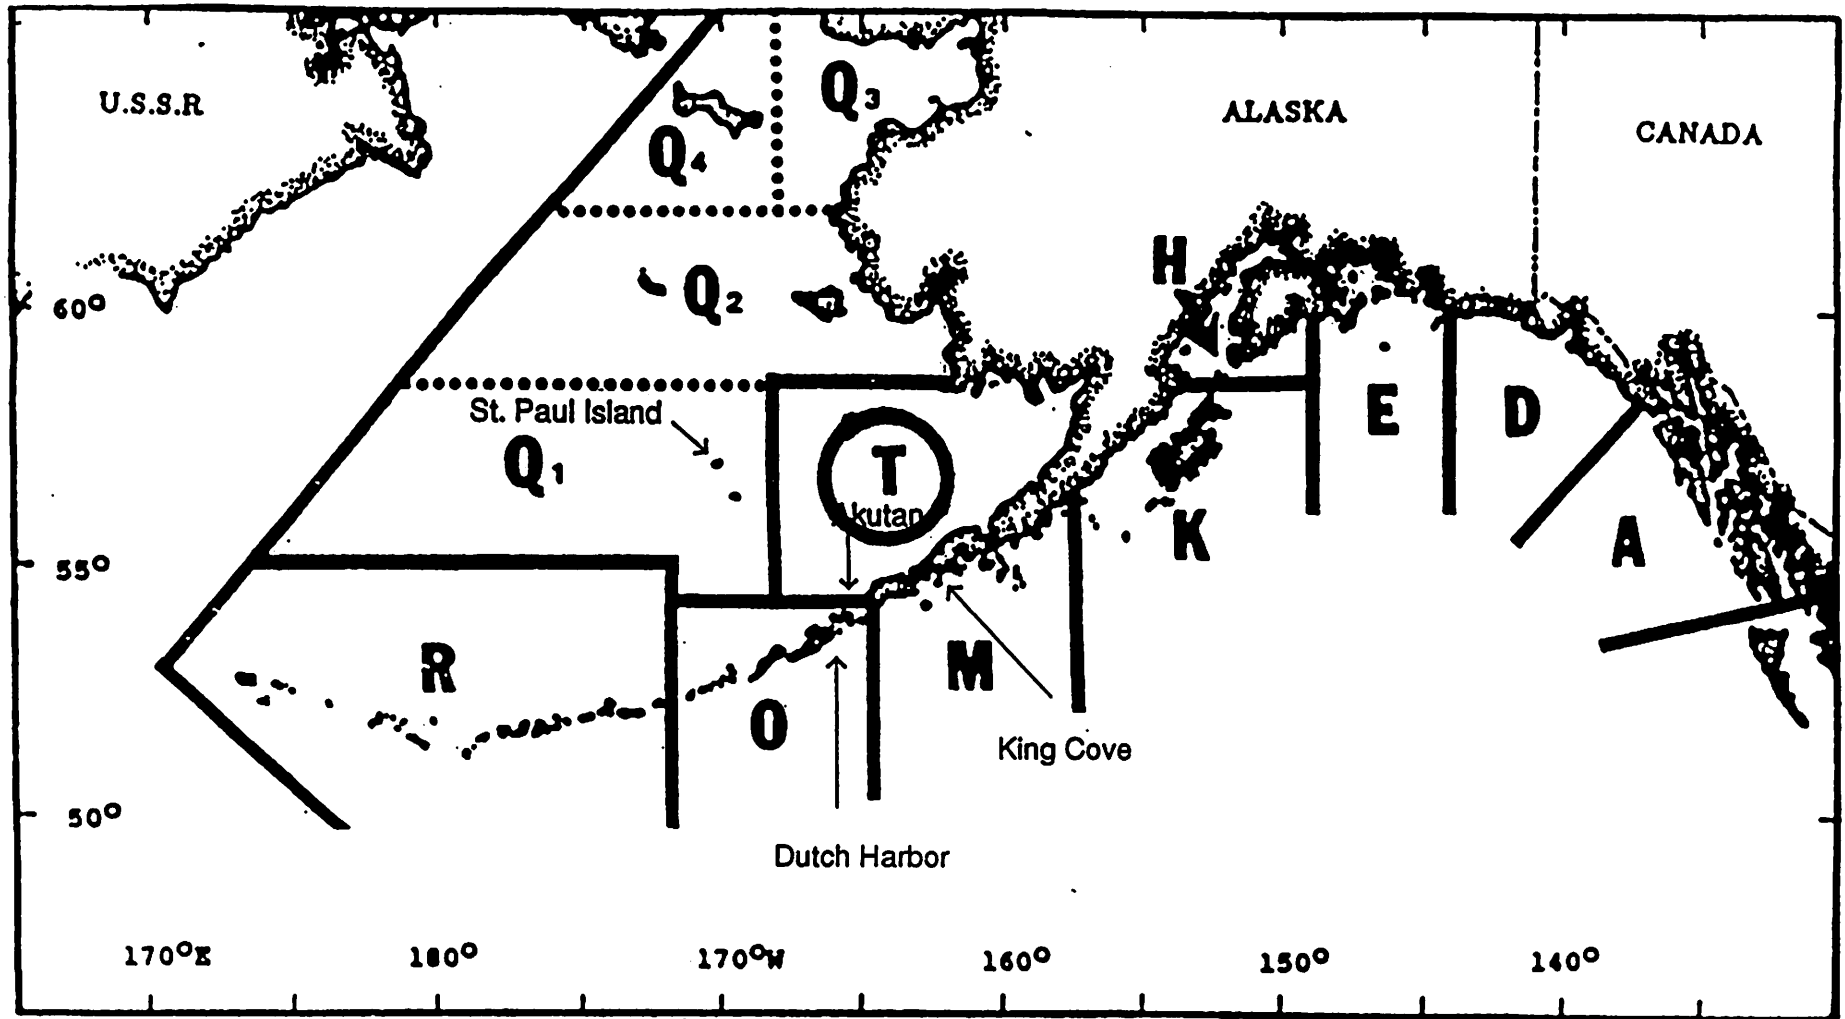 U.S.S.R
Q3
ALASKA
CANADA
Q4
H
60°
Q2
St. Paul Island
E
D
Q1
T
kutan
K
A
55°
R
M
O
King Cove
50°
Dutch Harbor
170°E
180°
170°W
160°
150°
140°